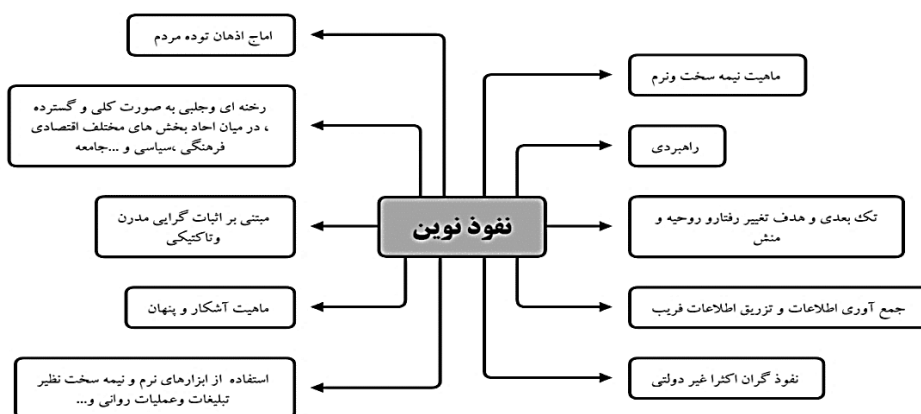 نفوذ نوین
ماهیت نیمه سخت ونرم
راهبردی
تک بعدی و هدف تغییر رفتارو روحیه و
منش
جمع آوری اطلاعات و تزریق اطلاعات فریب
نفوذ گران اکثرا غیر دولتی
اماج اذهان توده مردم
رخنه ای وجلبی به صورت کلی و گسترده
، در میان احاد بخش های مختلف اقتصادی
فرهنگی ،سیاسی و ...جامعه
مبتنی بر اثبات گرایی مدرن
وتاکتیکی
ماهیت آشکار و پنهان
استفاده از ابزارهای نرم و نیمه سخت نظیر
تبلیغات وعملیات روانی و...